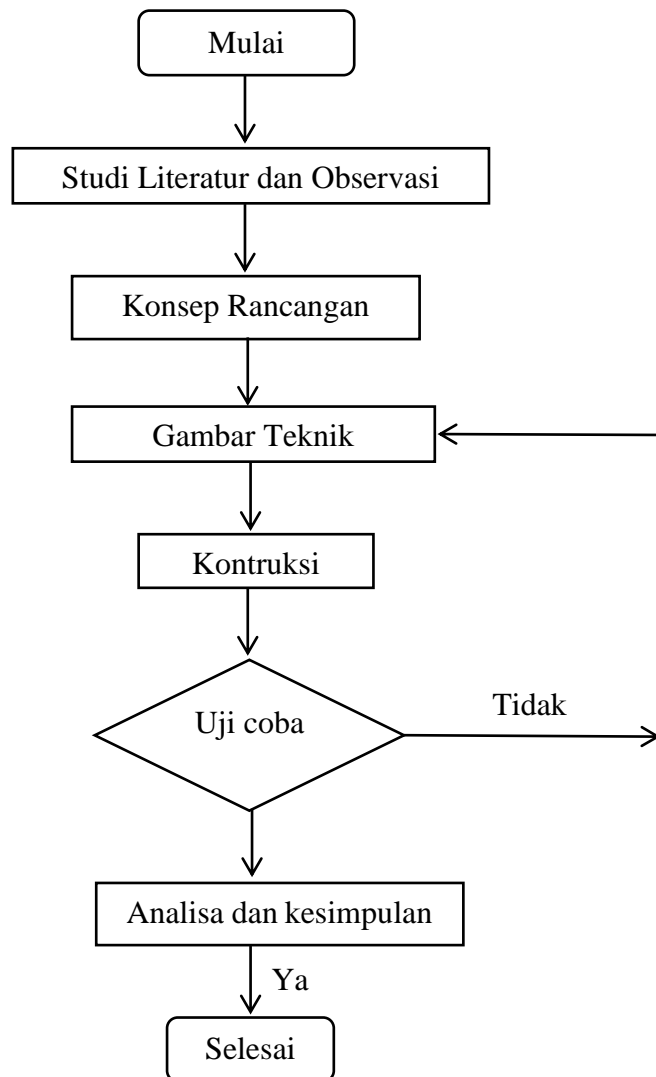 Mulai
Studi Literatur dan Observasi
Konsep Rancangan
Gambar Teknik
Kontruksi
Uji coba
Tidak
Analisa dan kesimpulan
Ya
Selesai